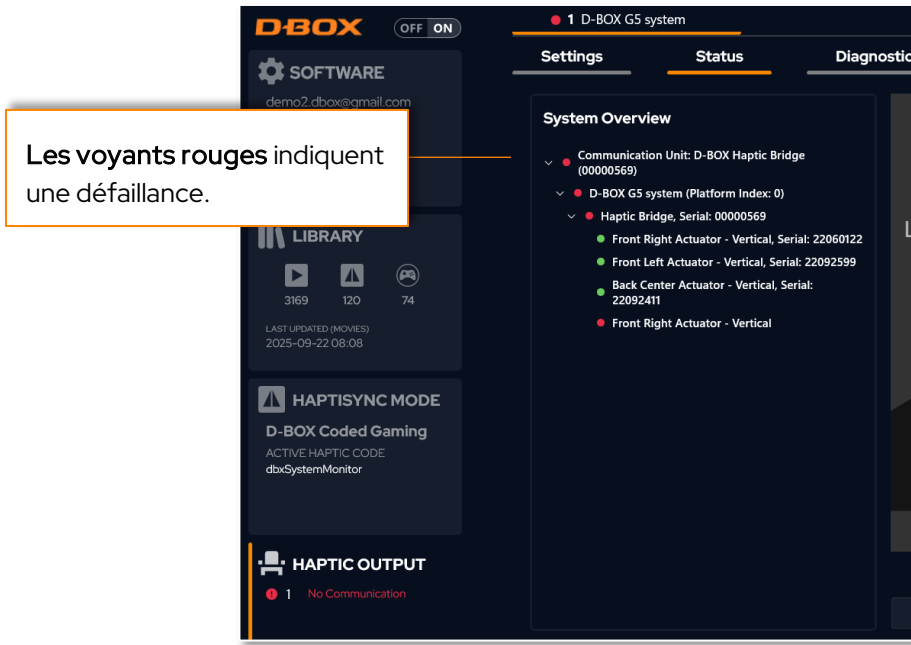 D-BOX
OFF ON
1 D-BOX G5 system
SOFTWARE
demo2.dbox@gmail.com
Les voyants rouges indiquent
une défaillance.
LIBRARY
3169 120 74
LAST UPDATED (MOVIES)
2025-09-22 08:08
HAPTISYNC MODE
D-BOX Coded Gaming
ACTIVE HAPTIC CODE
dbxSystemMonitor
HAPTIC OUTPUT
1 No Communication
Settings Status Diagnostic
System Overview
Communication Unit: D-BOX Haptic Bridge
(00000569)
D-BOX G5 system (Platform Index: 0)
Haptic Bridge, Serial: 00000569
Front Right Actuator - Vertical, Serial: 22060122
Front Left Actuator - Vertical, Serial: 22092599
Back Center Actuator - Vertical, Serial:
22092411
Front Right Actuator - Vertical